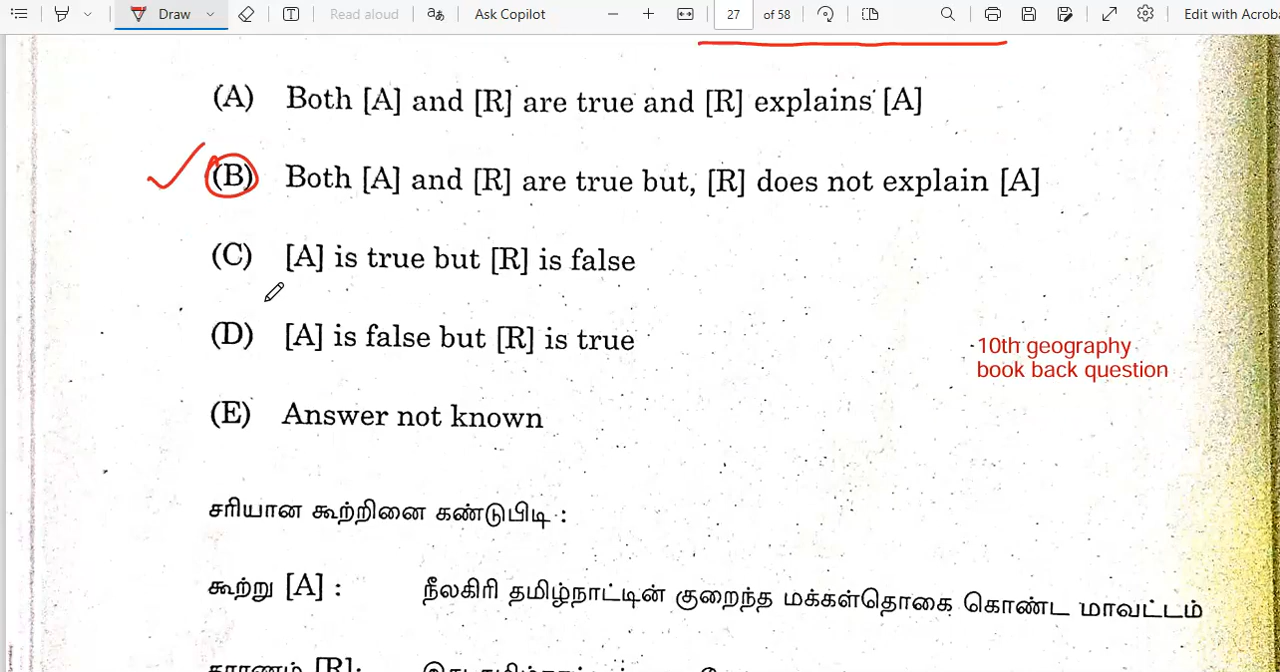 Draw
Read aloud
Ask Copilot
27
of 58
Edit with Acroba
(A) Both [A] and [R] are true and [R] explains [A]
(B) Both [A] and [R] are true but, [R] does not explain [A]
(C) [A] is true but [R] is false
(D) [A] is false but [R] is true
10th geography
book back question
(E) Answer not known
சரியான கூற்றினை கண்டுபிடி :
கூற்று [A] : நீலகிரி தமிழ்நாட்டின் குறைந்த மக்கள்தொகை கொண்ட மாவட்டம்
காரணம் [R]: